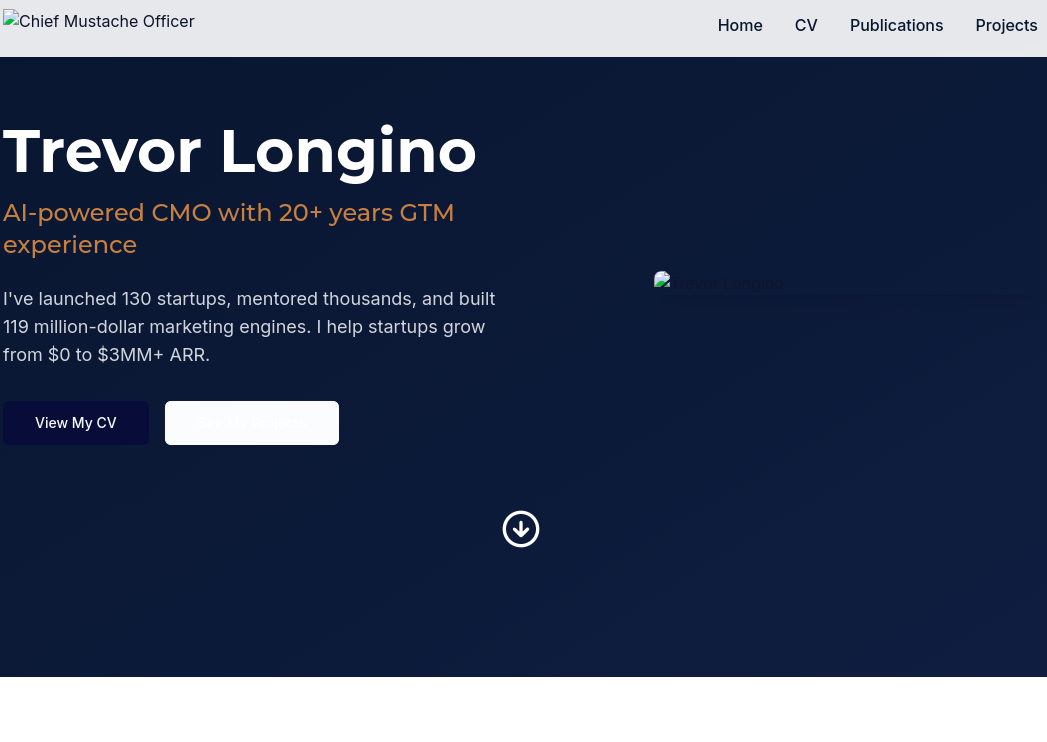 Chief Mustache Officer
Home
CV
Publications
Projects
Trevor Longino
AI-powered CMO with 20+ years GTM
experience
I've launched 130 startups, mentored thousands, and built
119 million-dollar marketing engines. I help startups grow
from $0 to $3MM+ ARR.
Trevor Longino
View My CV